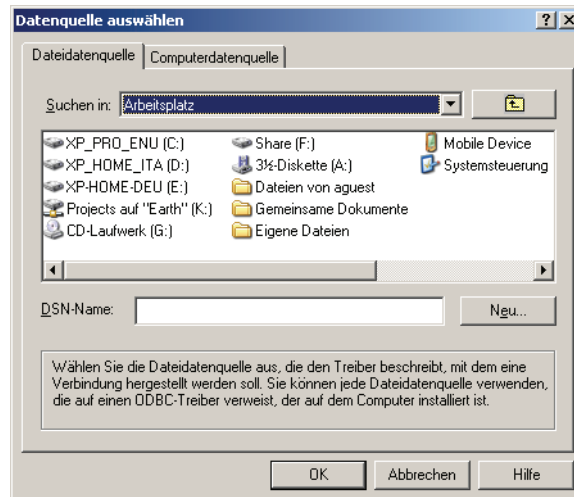 Datenquelle auswählen
Dateidatenquelle Computerdatenquelle
Suchen in: Arbeitsplatz
XP_PRO_ENU (C:) Share (F:) Mobile Device
XP_HOME_ITA (D:) 3½-Diskette (A:) Systemsteuerung
XP-HOME-DEU (E:) Dateien von aguest
Projects auf "Earth" (K:) Gemeinsame Dokumente
CD-Laufwerk (G:) Eigene Dateien
DSN-Name: Neu...
Wählen Sie die Dateidatenquelle aus, die den Treiber beschreibt, mit dem eine
Verbindung hergestellt werden soll. Sie können jede Dateidatenquelle verwenden,
die auf einen ODBC-Treiber verweist, der auf dem Computer installiert ist.
OK Abbrechen Hilfe